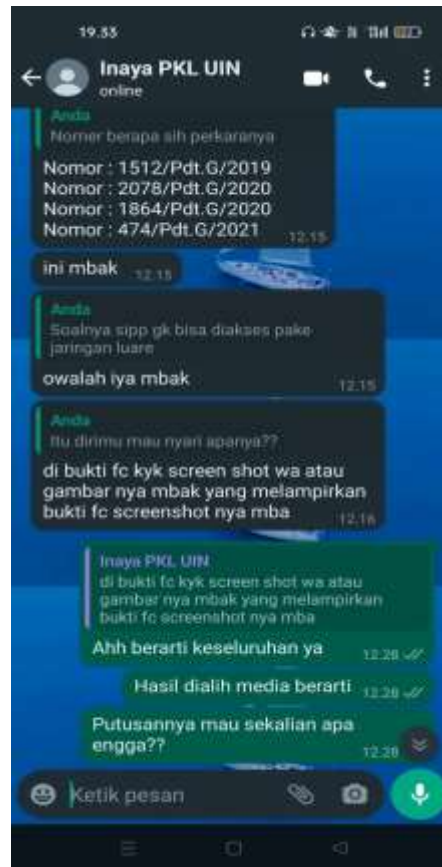 19.33
Inaya PKL UIN
online
Anda
Nomer berapa sih perkaranya
Nomor : 1512/Pdt.G/2019
Nomor : 2078/Pdt.G/2020
Nomor : 1864/Pdt.G/2020
Nomor : 474/Pdt.G/2021
12.15
ini mbak 12.15
Anda
Soalnya sipp gk bisa diakses pake
jaringan luare
owalah iya mbak
12.15
Anda
Itu dirimu mau nyari apanya??
di bukti fc kyk screen shot wa atau
gambar nya mbak yang melampirkan
bukti fc screenshot nya mba
12.16
Inaya PKL UIN
di bukti fc kyk screen shot wa atau
gambar nya mbak yang melampirkan
bukti fc screenshot nya mba
Ahh berarti keseluruhan ya
12.28
Hasil dialih media berarti 12.28
Putusannya mau sekalian apa
engga??
12.28
Ketik pesan